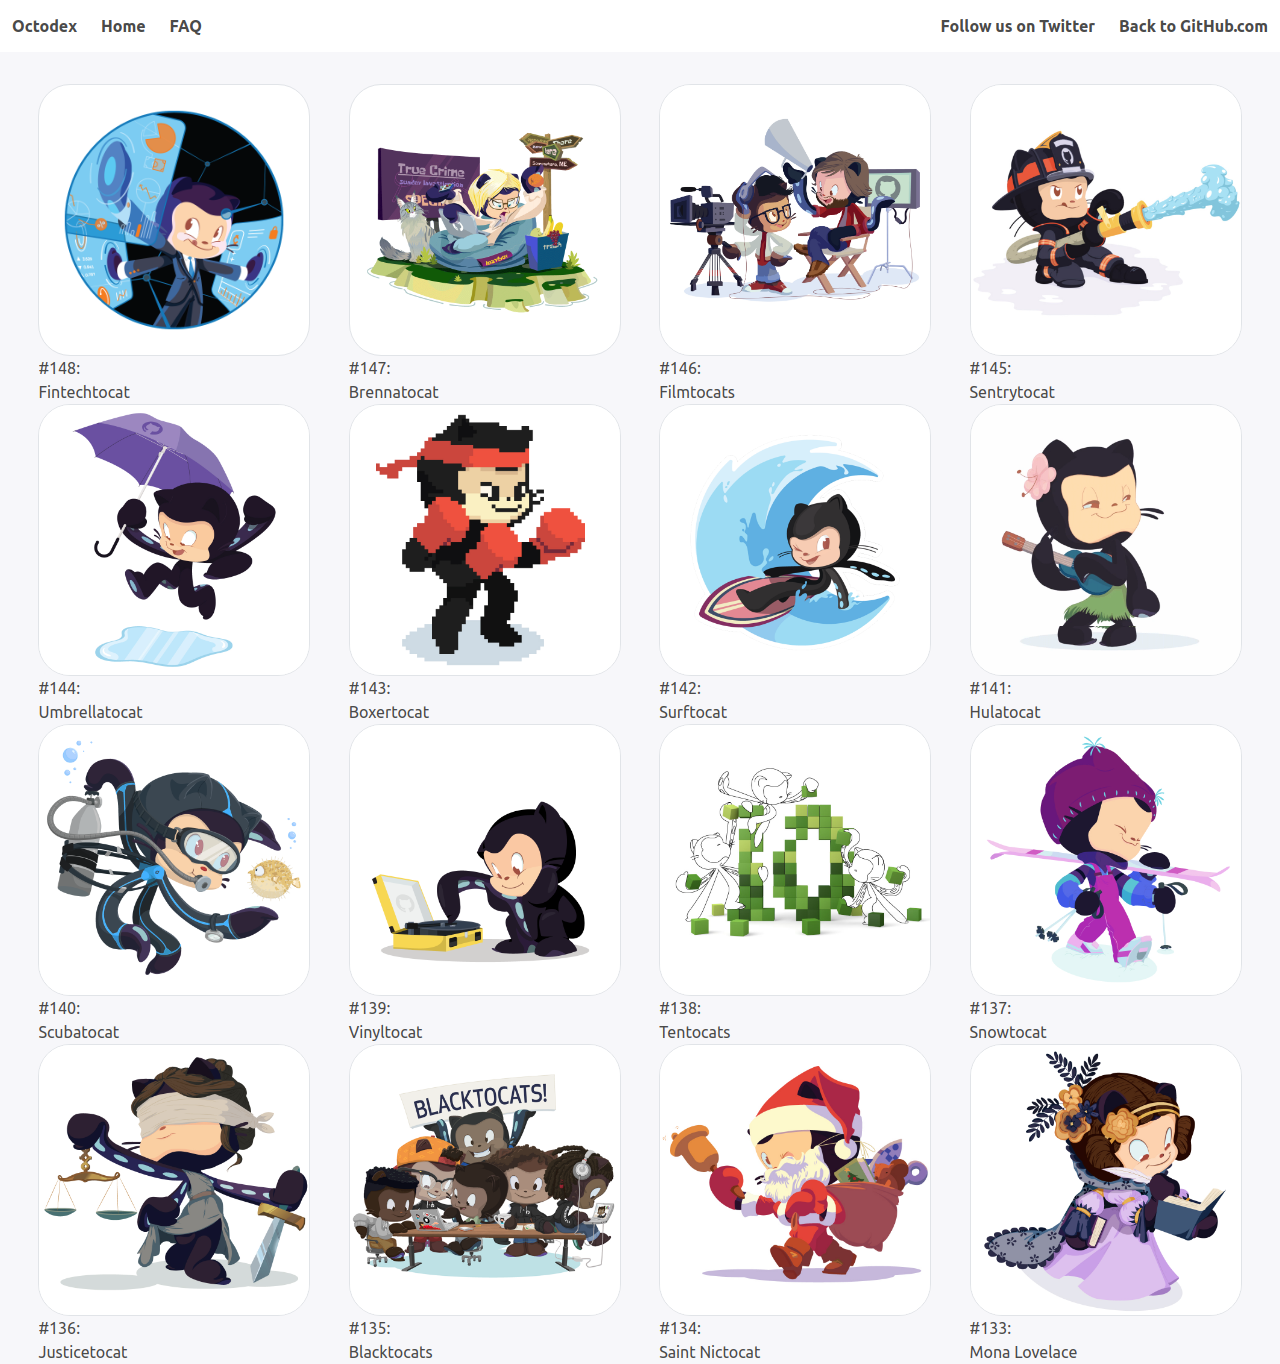 Octodex Home FAQ Follow us on Twitter Back to GitHub.com
True Crime
#148:
Fintechtocat
#147:
Brennatocat
#146:
Filmtocats
#145:
Sentrytocat
#144:
Umbrellatocat
#143:
Boxertocat
#142:
Surftocat
#141:
Hulatocat
#140:
Scubatocat
#139:
Vinyltocat
#138:
Tentocats
#137:
Snowtocat
BLACKTOCATS!
#136:
Justicetocat
#135:
Blacktocats
#134:
Saint Nictocat
#133:
Mona Lovelace